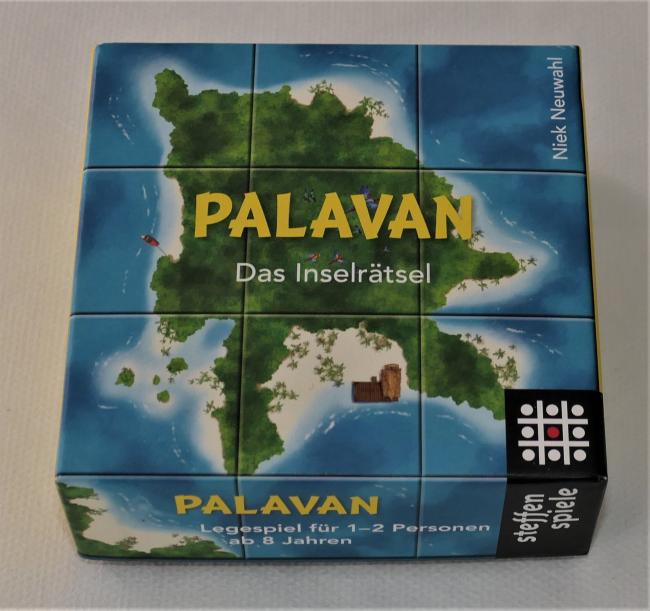 Niek Neuwahl
PALAVAN
Das Inselrätsel
PALAVAN
Legespiel für 1–2 Personen
ab 8 Jahren
steffen
spiele